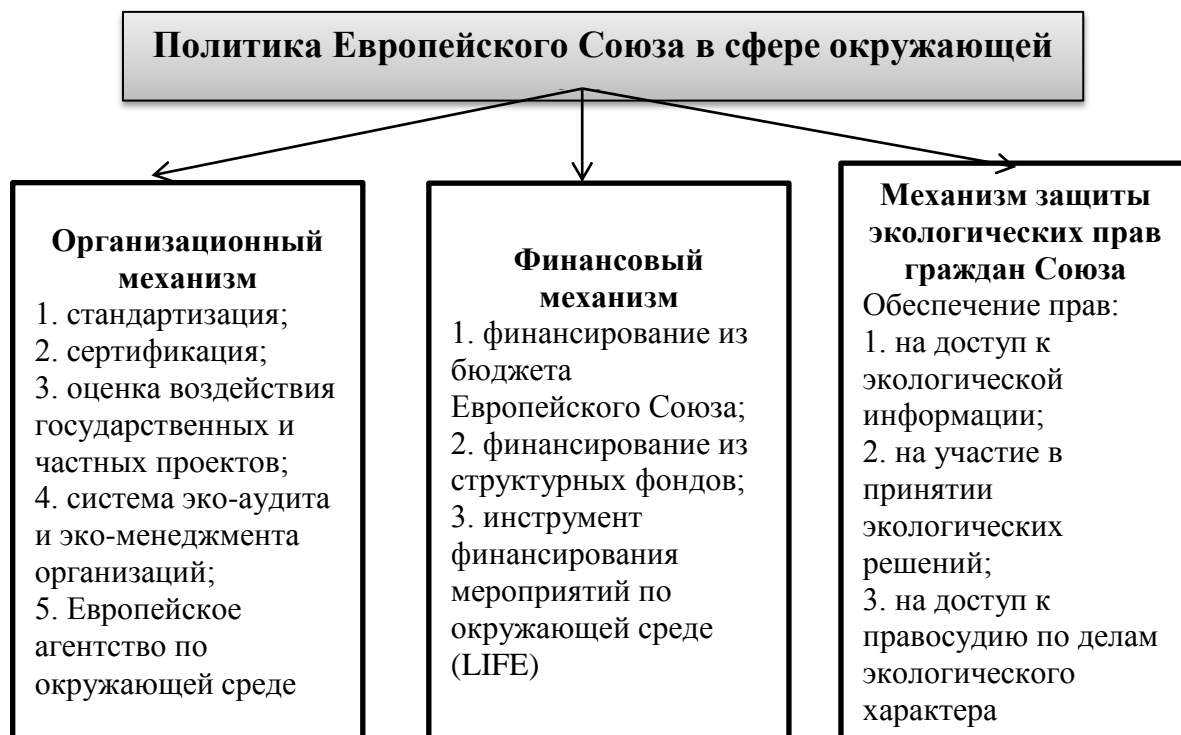 Политика Европейского Союза в сфере окружающей
Организационный
механизм
1. стандартизация;
2. сертификация;
3. оценка воздействия
государственных и
частных проектов;
4. система эко-аудита
и эко-менеджмента
организаций;
5. Европейское
агентство по
окружающей среде
Финансовый
механизм
1. финансирование из
бюджета
Европейского Союза;
2. финансирование из
структурных фондов;
3. инструмент
финансирования
мероприятий по
окружающей среде
(LIFE)
Механизм защиты
экологических прав
граждан Союза
Обеспечение прав:
1. на доступ к
экологической
информации;
2. на участие в
принятии
экологических
решений;
3. на доступ к
правосудию по делам
экологического
характера